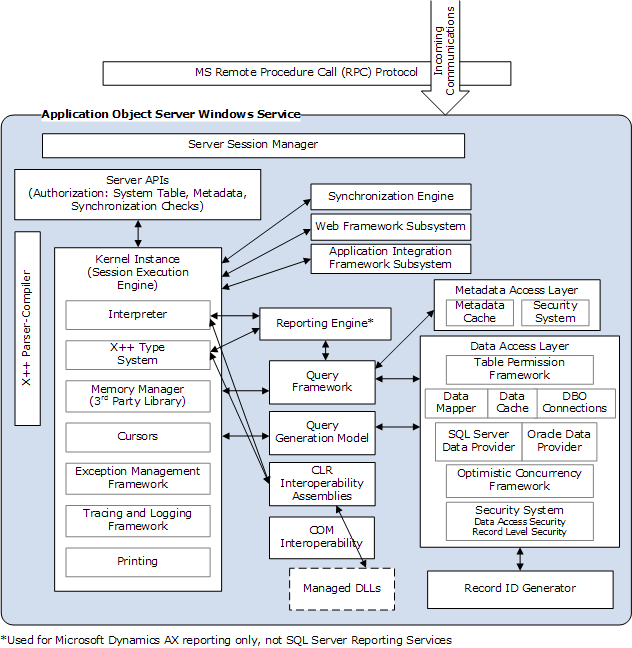 Incoming
Communications
MS Remote Procedure Call (RPC) Protocol
Application Object Server Windows Service
Server Session Manager
Server APIs
(Authorization: System Table, Metadata,
Synchronization Checks)
Synchronization Engine
Web Framework Subsystem
Application Integration
Framework Subsystem
X++ Parser-Compiler
Kernel Instance
(Session Execution
Engine)
Interpreter
X++ Type
System
Memory Manager
(3rd Party Library)
Cursors
Exception Management
Framework
Tracing and Logging
Framework
Printing
Reporting Engine*
Query
Framework
Query
Generation Model
CLR
Interoperability
Assemblies
COM
Interoperability
Managed DLLs
Metadata Access Layer
Metadata
Cache
Security
System
Data Access Layer
Table Permission
Framework
Data
Mapper
Data
Cache
DBO
Connections
SQL Server
Data Provider
Oracle Data
Provider
Optimistic Concurrency
Framework
Security System
Data Access Security
Record Level Security
Record ID Generator
*Used for Microsoft Dynamics AX reporting only, not SQL Server Reporting Services